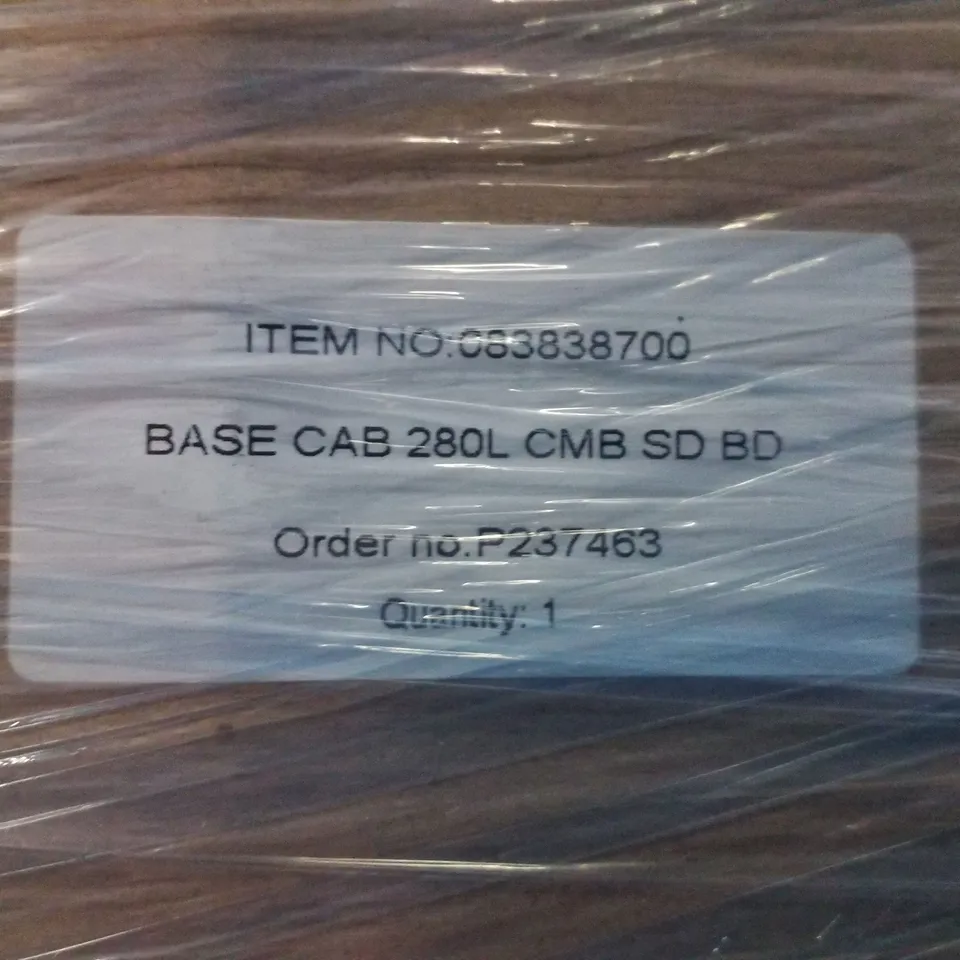 ITEM NO:083838700
BASE CAB 280L CMB SD BD
Order no.P237463
Quantity: 1